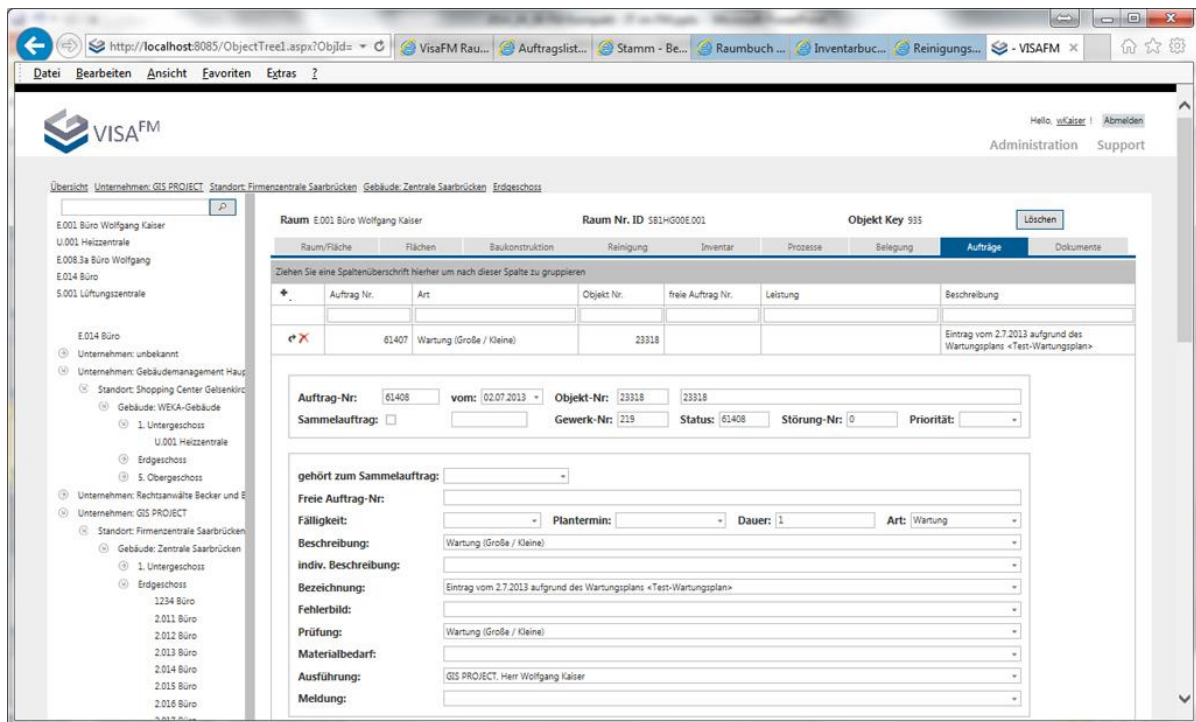 http://localhost:8085/ObjectTree1.aspx?ObjId=
VisaFM Rau...
Auftragslist...
Stamm - Be...
Raumbuch ...
Inventarbuc...
Reinigungs...
- VISAFM
Datei Bearbeiten Ansicht Favoriten Extras ?
VISA FM
Hello, wKaiser ! Abmelden
Administration Support
Übersicht Unternehmen: GIS PROJECT Standort: Firmenzentrale Saarbrücken Gebäude: Zentrale Saarbrücken Erdgeschoss
E.001 Büro Wolfgang Kaiser
U.001 Heizzentrale
E.008.3a Büro Wolfgang
E.014 Büro
5.001 Lüftungszentrale
E.014 Büro
Unternehmen: unbekannt
Unternehmen: Gebäudemanagement Haup
Standort: Shopping Center Gelsenkirc
Gebäude: WEKA-Gebäude
1. Untergeschoss
U.001 Heizzentrale
Erdgeschoss
5. Obergeschoss
Unternehmen: Rechtsanwälte Becker und B
Unternehmen: GIS PROJECT
Standort: Firmenzentrale Saarbrücken
Gebäude: Zentrale Saarbrücken
1. Untergeschoss
Erdgeschoss
1234 Büro
2.011 Büro
2.012 Büro
2.013 Büro
2.014 Büro
2.015 Büro
2.016 Büro
2.017 Büro
Raum E.001 Büro Wolfgang Kaiser Raum Nr. ID SB1HG00E.001 Objekt Key 935 Löschen
Raum/Fläche Flächen Baukonstruktion Reinigung Inventar Prozesse Belegung Aufträge Dokumente
Ziehen Sie eine Spaltenüberschrift hierher um nach dieser Spalte zu gruppieren
Auftrag Nr. Art Objekt Nr. freie Auftrag Nr. Leistung Beschreibung
61407 Wartung (Große / Kleine) 23318 Eintrag vom 2.7.2013 aufgrund des
Wartungsplans <Test-Wartungsplan>
Auftrag-Nr: 61408 vom: 02.07.2013 Objekt-Nr: 23318 23318
Sammelauftrag: Gewerk-Nr: 219 Status: 61408 Störung-Nr: 0 Priorität:
gehört zum Sammelauftrag:
Freie Auftrag-Nr:
Fälligkeit: Plantermin: Dauer: 1 Art: Wartung
Beschreibung: Wartung (Große / Kleine)
indiv. Beschreibung:
Bezeichnung: Eintrag vom 2.7.2013 aufgrund des Wartungsplans <Test-Wartungsplan>
Fehlerbild:
Prüfung: Wartung (Große / Kleine)
Materialbedarf:
Ausführung: GIS PROJECT, Herr Wolfgang Kaiser
Meldung: